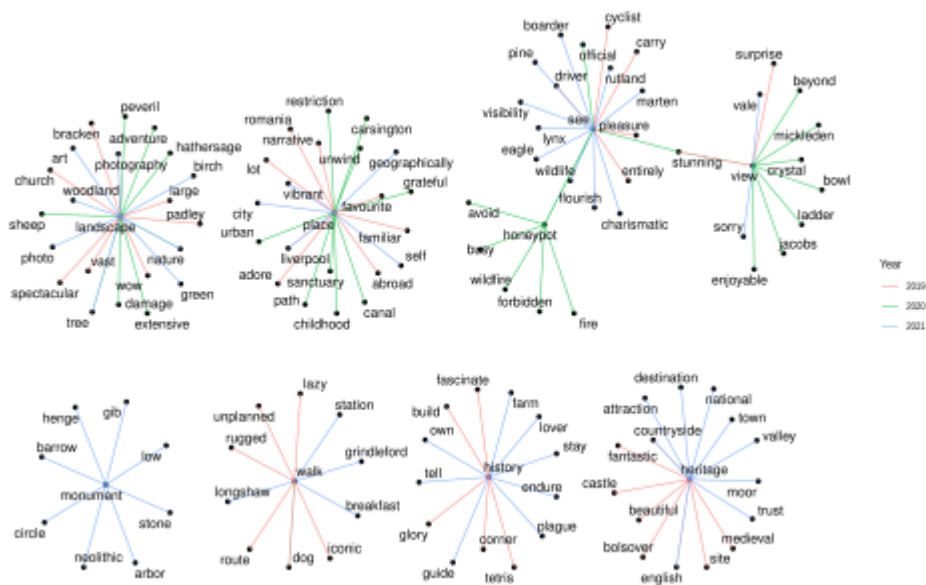 boarder
cyclist
pine
official
carry
surprise
driver
rutland
beyond
peveril
restriction
visibility
marten
vale
bracken
adventure
romania
carsington
see
pleasure
mickleden
art
hathersage
narrative
unwind
geographically
lynx
eagle
stunning
church
photography
birch
lot
wildlife
entirely
view
crystal
woodland
large
vibrant
grateful
flourish
bowl
sheep
padley
city
favourite
avoid
charismatic
ladder
landscape
urban
place
familiar
honeypot
sorry
photo
vast
nature
liverpool
self
busy
jacobs
spectacular
wow
green
adore
sanctuary
abroad
wildfire
enjoyable
damage
path
canal
forbidden
tree
extensive
childhood
fire
Year
2019
2020
2021
henge
gib
lazy
fascinate
destination
unplanned
station
build
farm
attraction
national
barrow
low
rugged
own
lover
countryside
town
grindleford
stay
fantastic
valley
monument
walk
tell
history
heritage
longshaw
endure
castle
moor
circle
stone
breakfast
glory
plague
beautiful
trust
neolithic
arbor
route
dog
iconic
corner
bolsover
medieval
guide
tetris
english
site